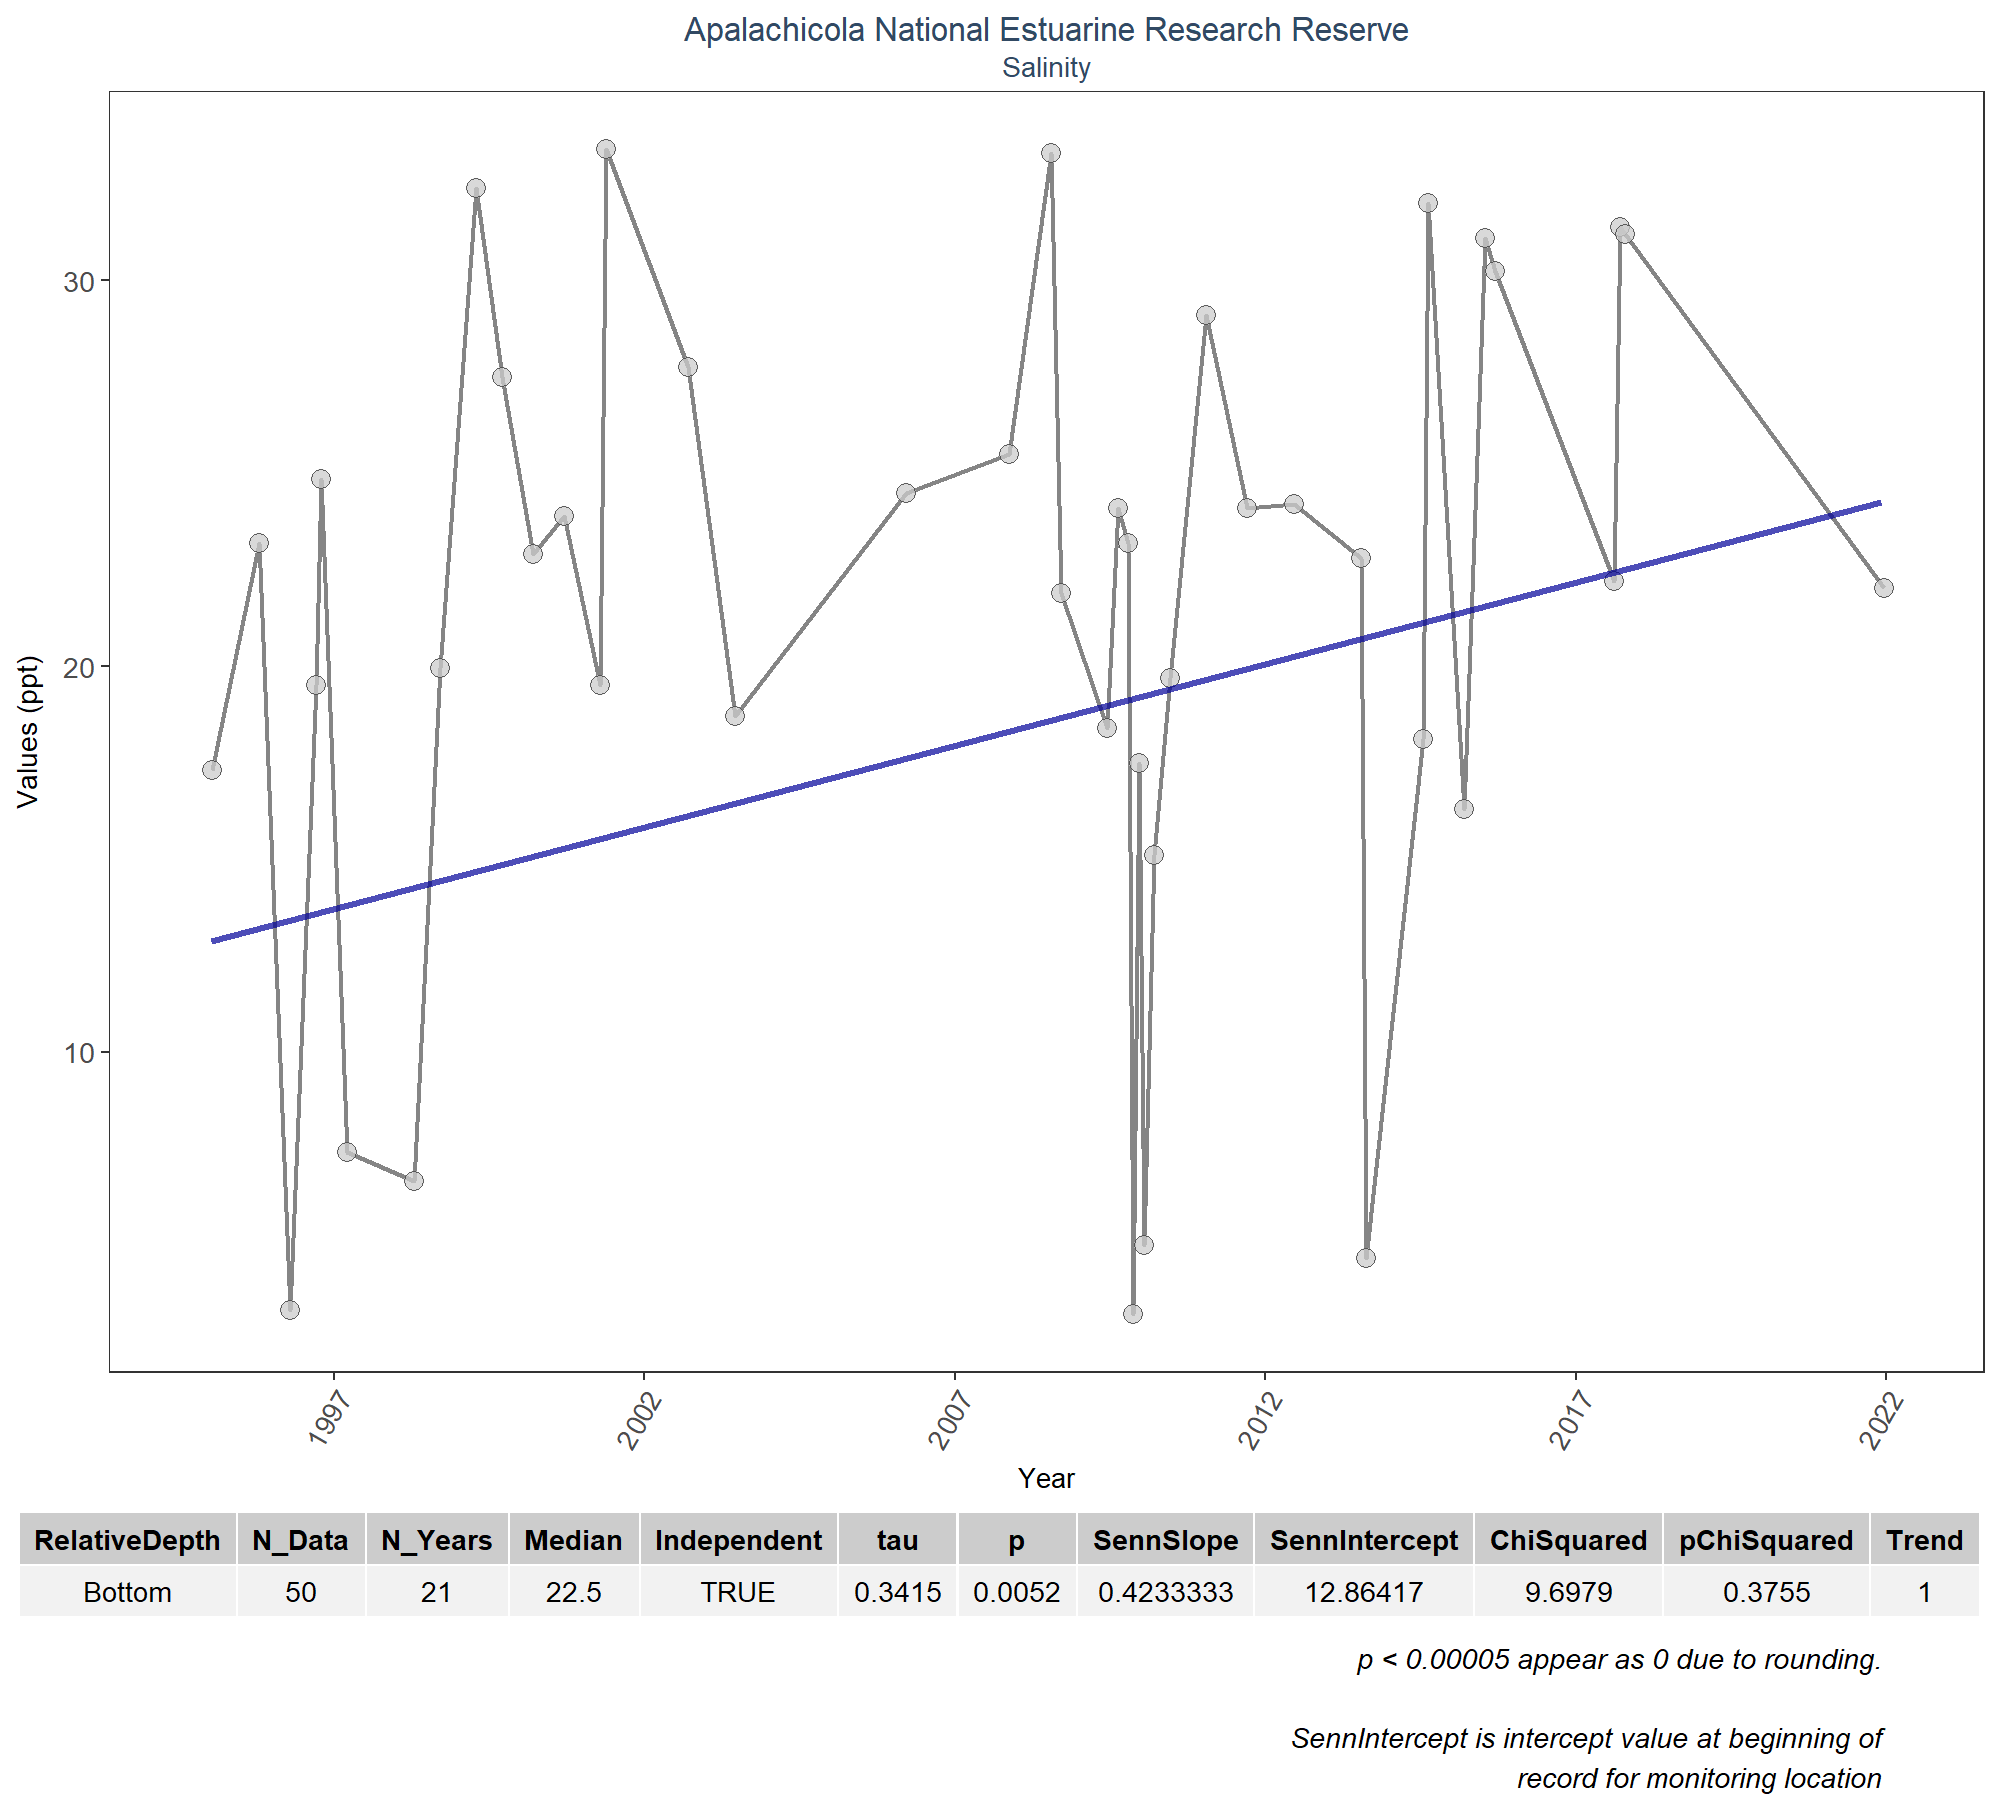 Apalachicola National Estuarine Research Reserve
Salinity
Values (ppt)
30
20
10
1997 2002 2007 2012 2017 2022
Year
RelativeDepth N_Data N_Years Median Independent tau p SennSlope SennIntercept ChiSquared pChiSquared Trend
Bottom 50 21 22.5 TRUE 0.3415 0.0052 0.4233333 12.86417 9.6979 0.3755 1
p < 0.00005 appear as 0 due to rounding.
SennIntercept is intercept value at beginning of
record for monitoring location